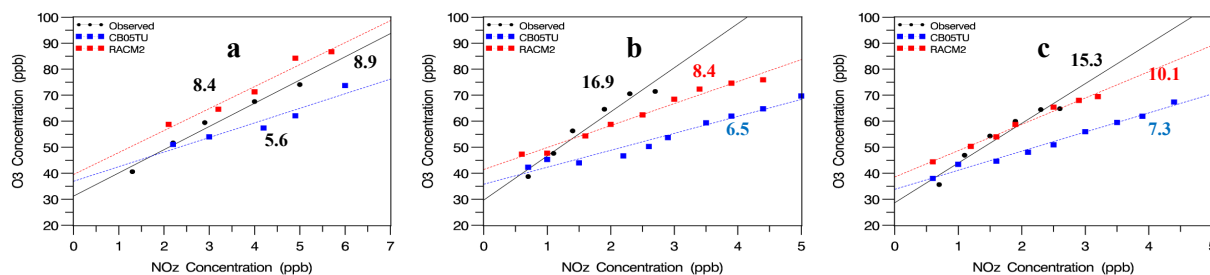 Observed
CB05TU
RACM2
a
8.4
8.9
5.6
O3 Concentration (ppb)
100
90
80
70
60
50
40
30
20
0 1 2 3 4 5 6 7
NOz Concentration (ppb)
Observed
CB05TU
RACM2
b
16.9
8.4
6.5
O3 Concentration (ppb)
100
90
80
70
60
50
40
30
20
0 1 2 3 4 5
NOz Concentration (ppb)
Observed
CB05TU
RACM2
c
15.3
10.1
7.3
O3 Concentration (ppb)
100
90
80
70
60
50
40
30
20
0 1 2 3 4 5
NOz Concentration (ppb)